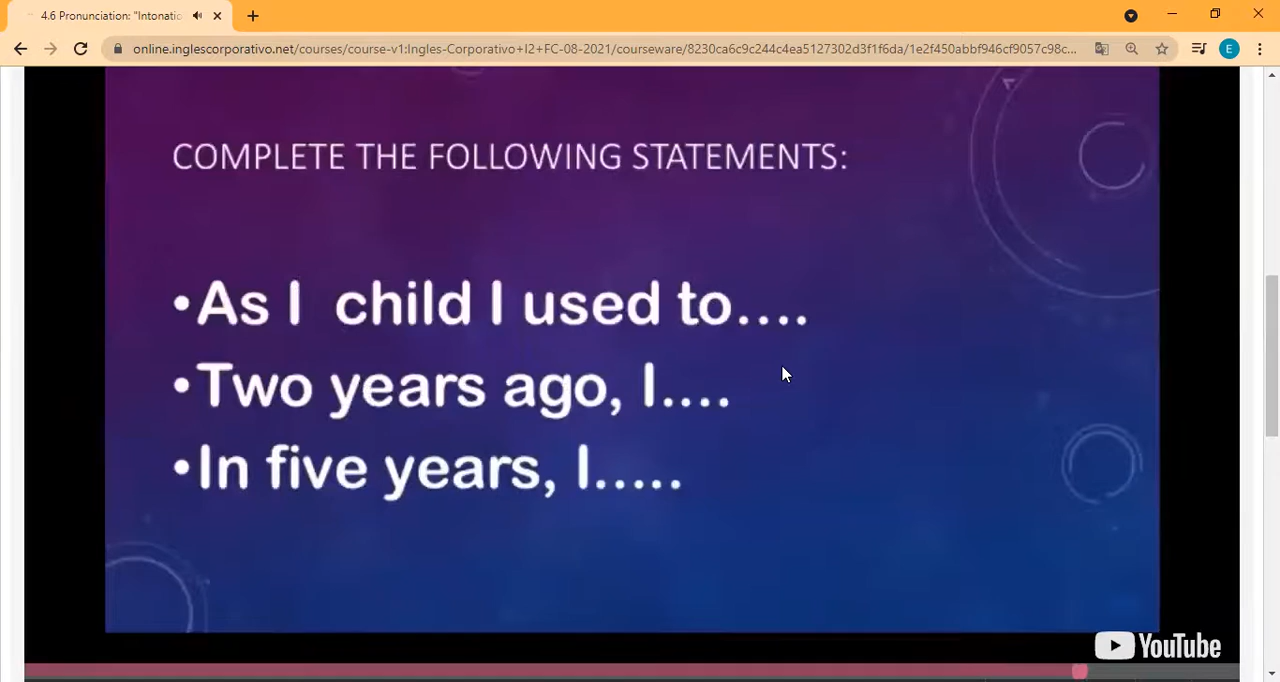 4.6 Pronunciation: "Intonatio
online.inglescorporativo.net/courses/course-v1:Ingles-Corporativo+I2+FC-08-2021/courseware/8230ca6c9c244c4ea5127302d3f1f6da/1e2f450abbf946cf9057c98c...
E
COMPLETE THE FOLLOWING STATEMENTS:
•As I child I used to....
•Two years ago, I....
•In five years, I.....
YouTube